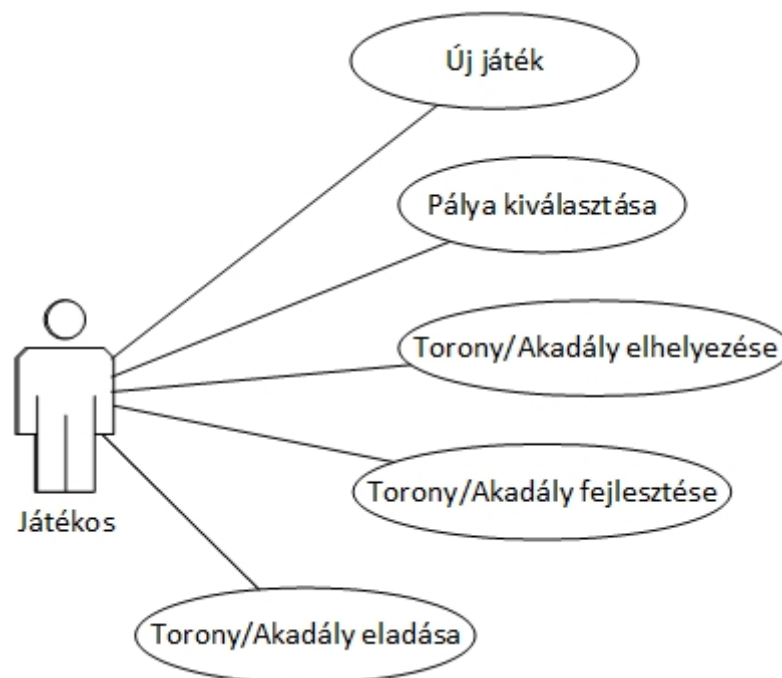 Új játék
Pálya kiválasztása
Torony/Akadály elhelyezése
Torony/Akadály fejlesztése
Játékos
Torony/Akadály eladása